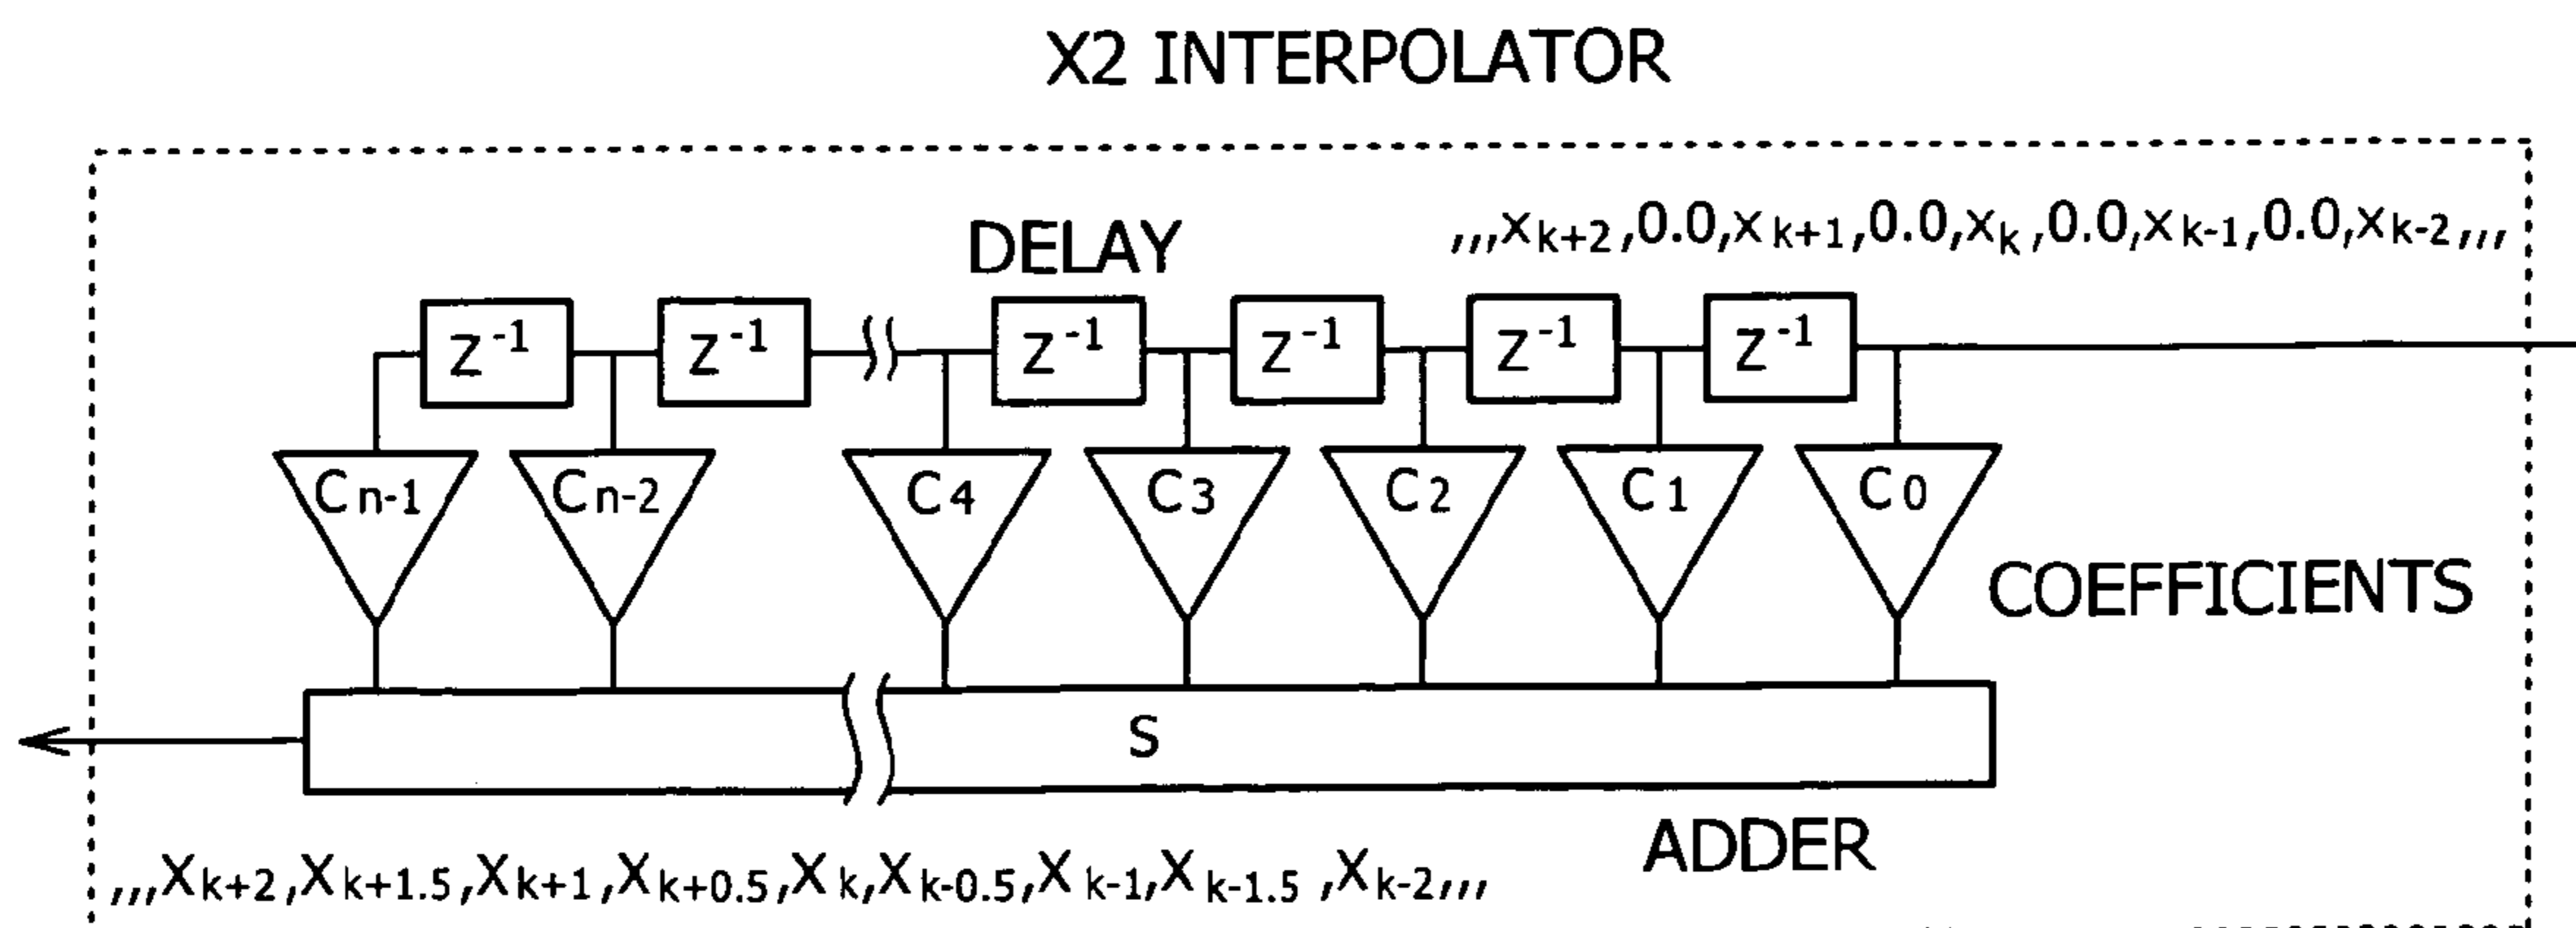 X2 INTERPOLATOR
,,,xk+2,0.0,xk+1,0.0,xk,0.0,xk-1,0.0,xk-2,,,
DELAY
Z-1 Z-1 Z-1 Z-1 Z-1 Z-1
Cn-1 Cn-2 C4 C3 C2 C1 C0
COEFFICIENTS
S
ADDER
,,,Xk+2,Xk+1.5,Xk+1,Xk+0.5,Xk,Xk-0.5,Xk-1,Xk-1.5,Xk-2,,,